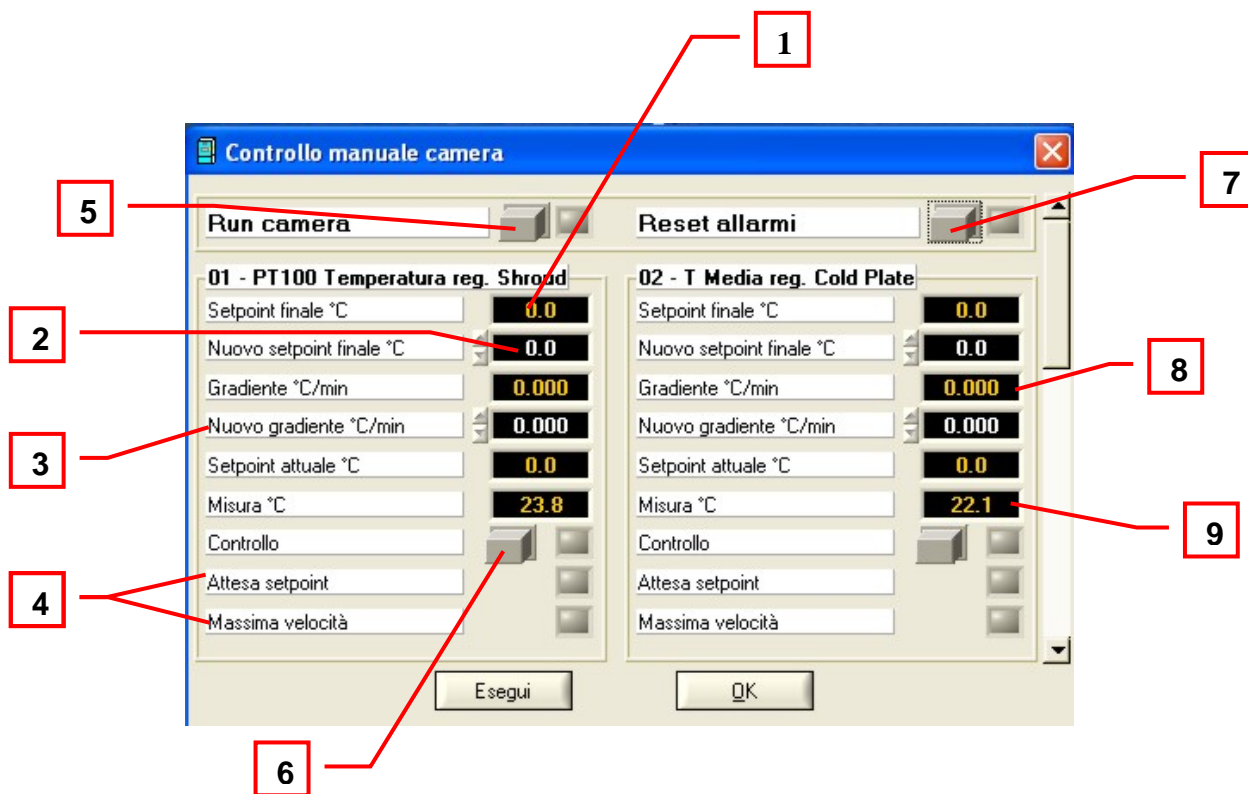 1
Controllo manuale camera
5
7
Run camera
Reset allarmi
01 - PT100 Temperatura reg. Shroud
02 - T Media reg. Cold Plate
Setpoint finale °C 0.0
Setpoint finale °C 0.0
2
Nuovo setpoint finale °C 0.0
Nuovo setpoint finale °C 0.0
8
Gradiente °C/min 0.000
Gradiente °C/min 0.000
3
Nuovo gradiente °C/min 0.000
Nuovo gradiente °C/min 0.000
Setpoint attuale °C 0.0
Setpoint attuale °C 0.0
Misura °C 23.8
Misura °C 22.1
9
Controllo
Controllo
4
Attesa setpoint
Attesa setpoint
Massima velocità
Massima velocità
Esegui
OK
6